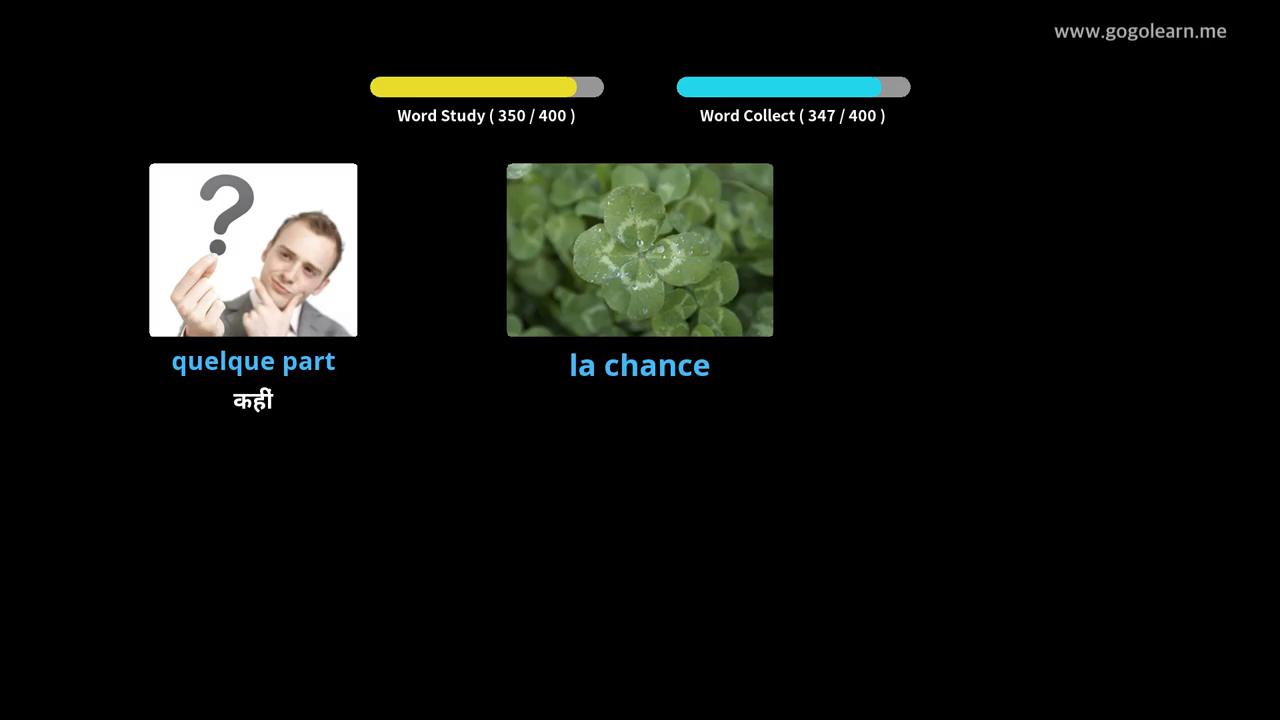 www.gogolearn.me
Word Study ( 350 / 400 )
Word Collect ( 347 / 400 )
quelque part
कहीं
la chance